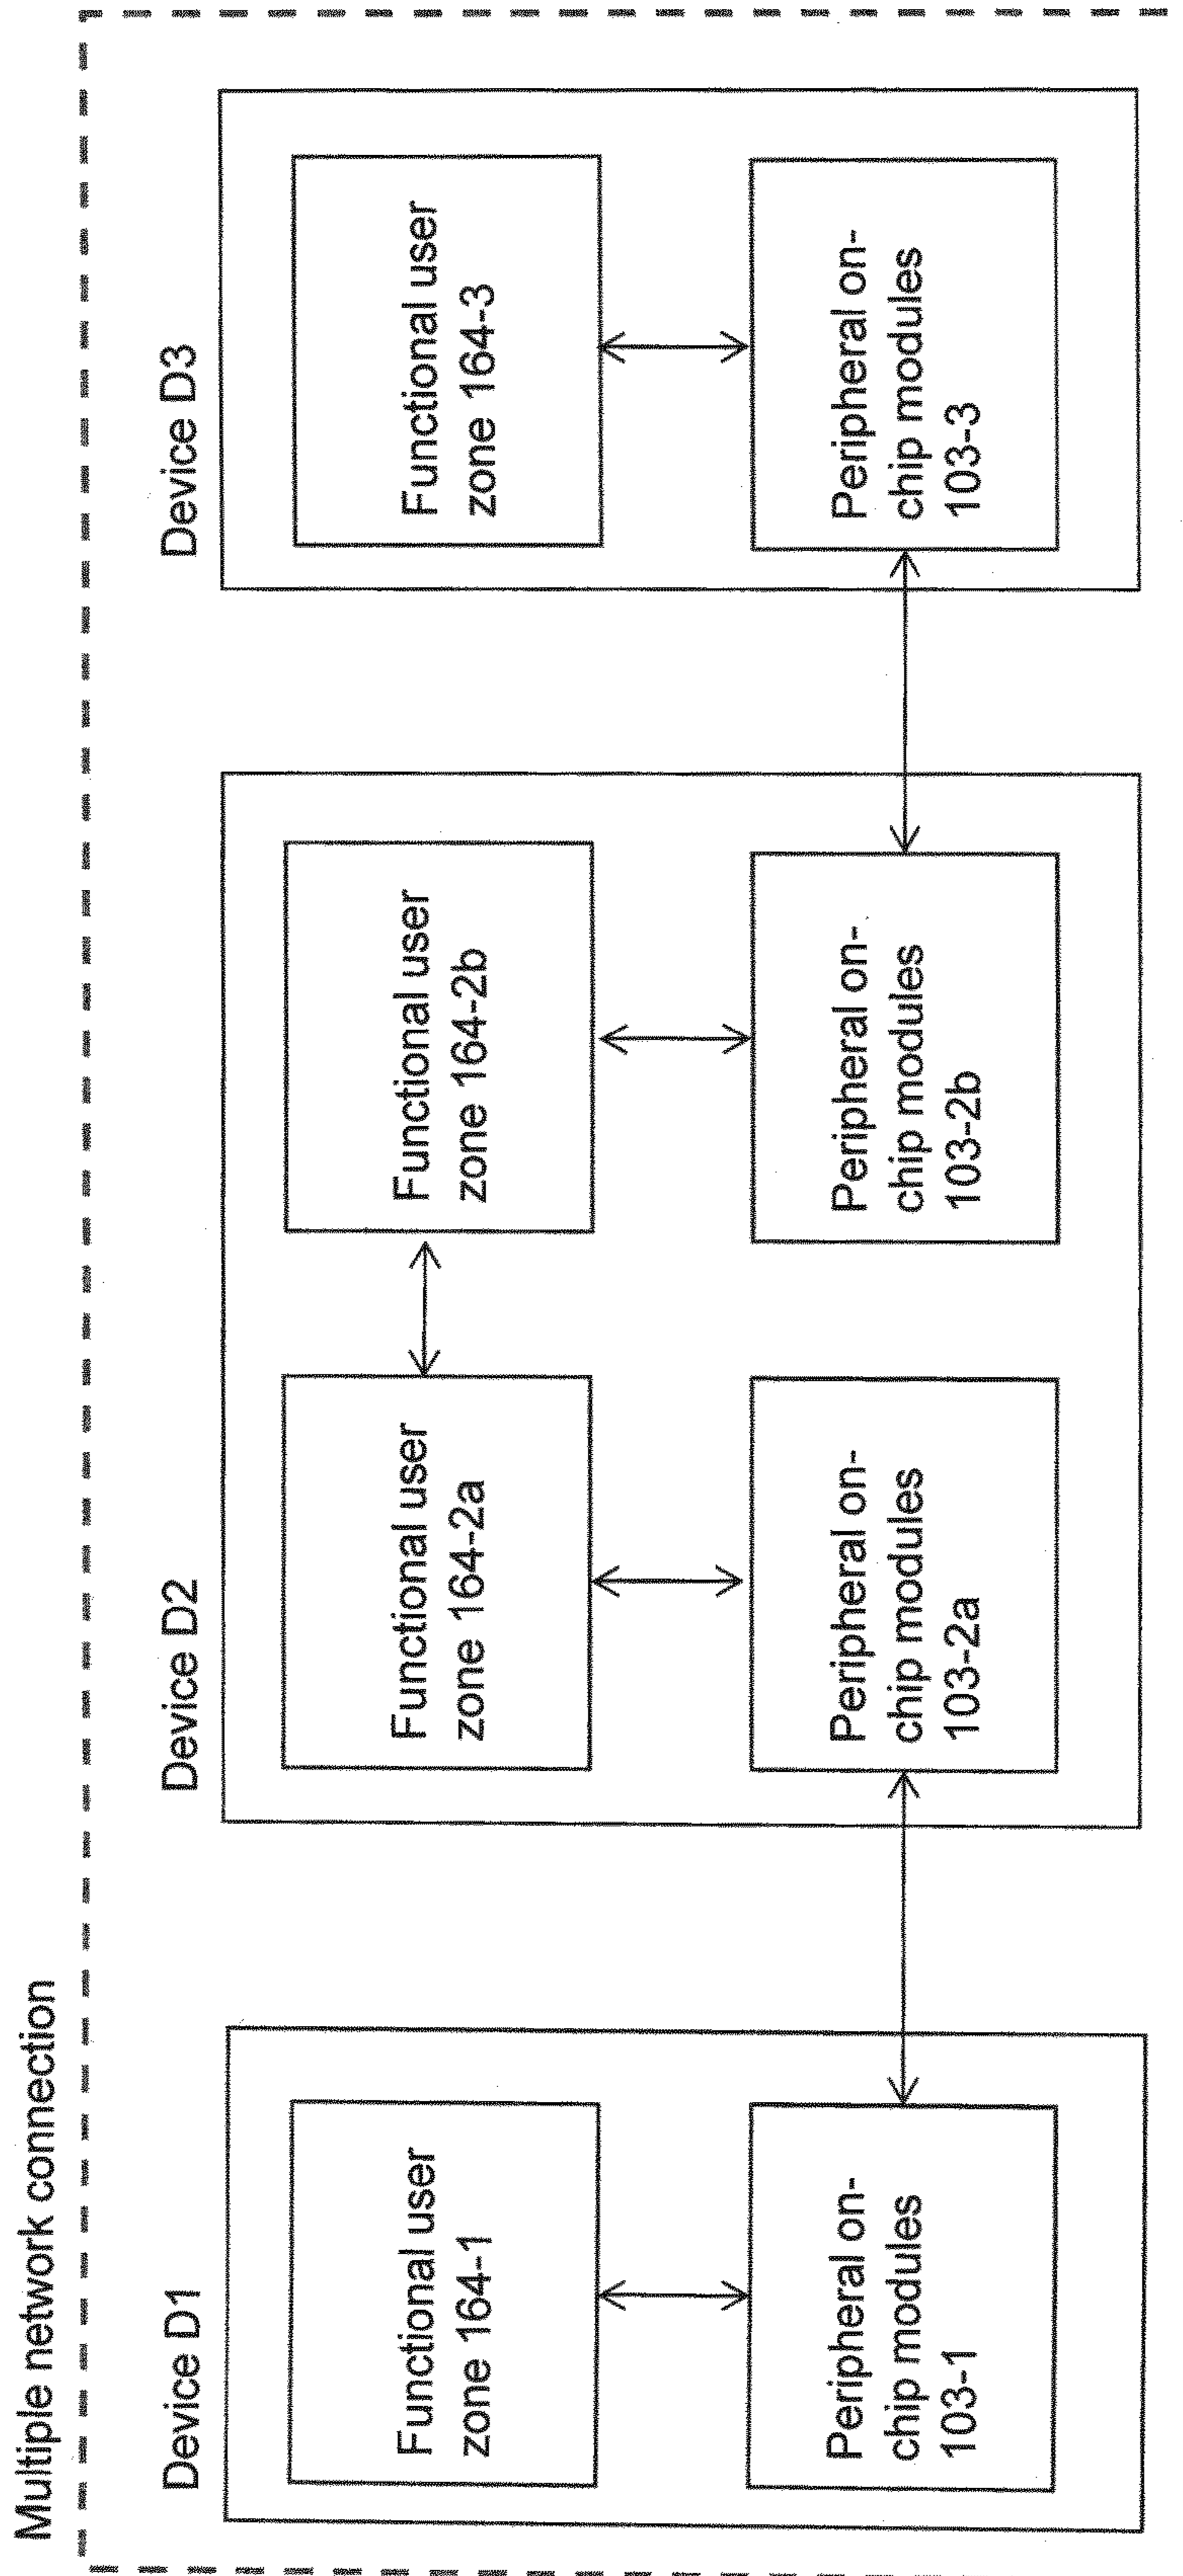 Multiple network connection
Device D1
Functional user
zone 164-1
Peripheral on-
chip modules
103-1
Device D2
Functional user
zone 164-2a
Peripheral on-
chip modules
103-2a
Functional user
zone 164-2b
Peripheral on-
chip modules
103-2b
Device D3
Functional user
zone 164-3
Peripheral on-
chip modules
103-3